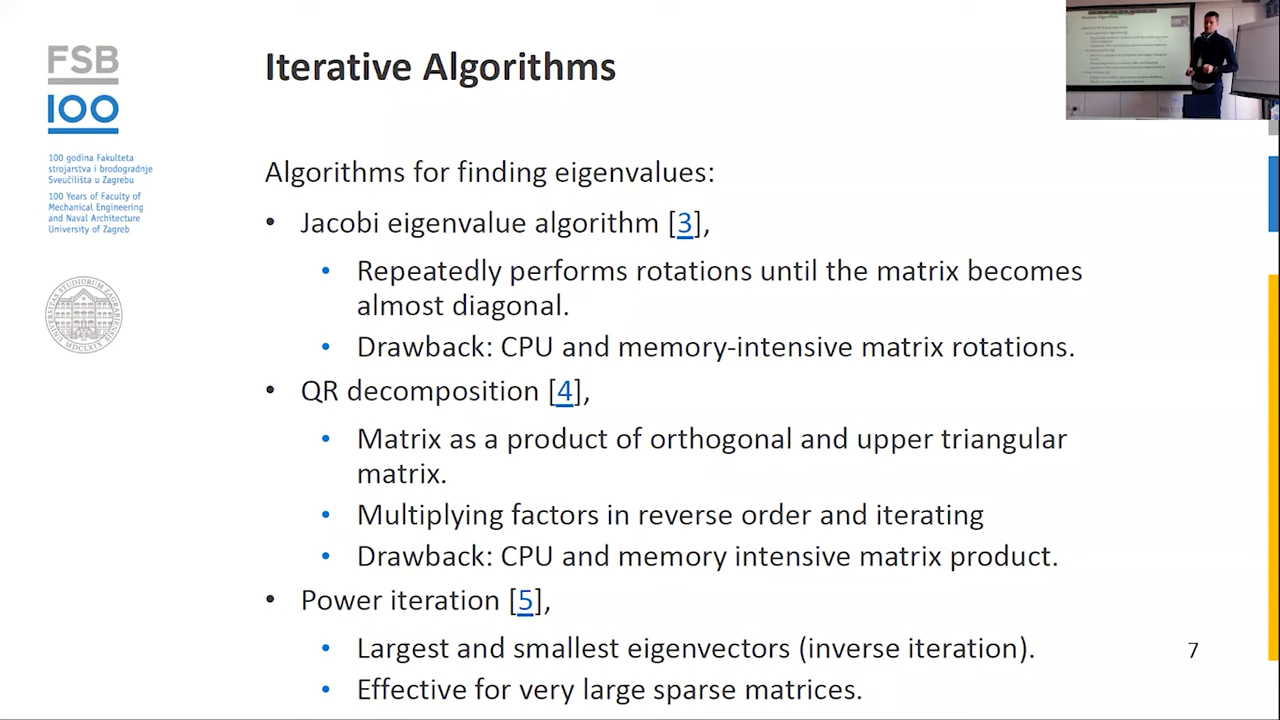 FSB
100
100 godina Fakulteta
strojarstva i brodogradnje
Sveučilišta u Zagrebu
100 Years of Faculty of
Mechanical Engineering
and Naval Architecture
University of Zagreb
Iterative Algorithms
Algorithms for finding eigenvalues:
• Jacobi eigenvalue algorithm [3],
• Repeatedly performs rotations until the matrix becomes
almost diagonal.
• Drawback: CPU and memory-intensive matrix rotations.
• QR decomposition [4],
• Matrix as a product of orthogonal and upper triangular
matrix.
• Multiplying factors in reverse order and iterating
• Drawback: CPU and memory intensive matrix product.
• Power iteration [5],
• Largest and smallest eigenvectors (inverse iteration).
• Effective for very large sparse matrices.
7